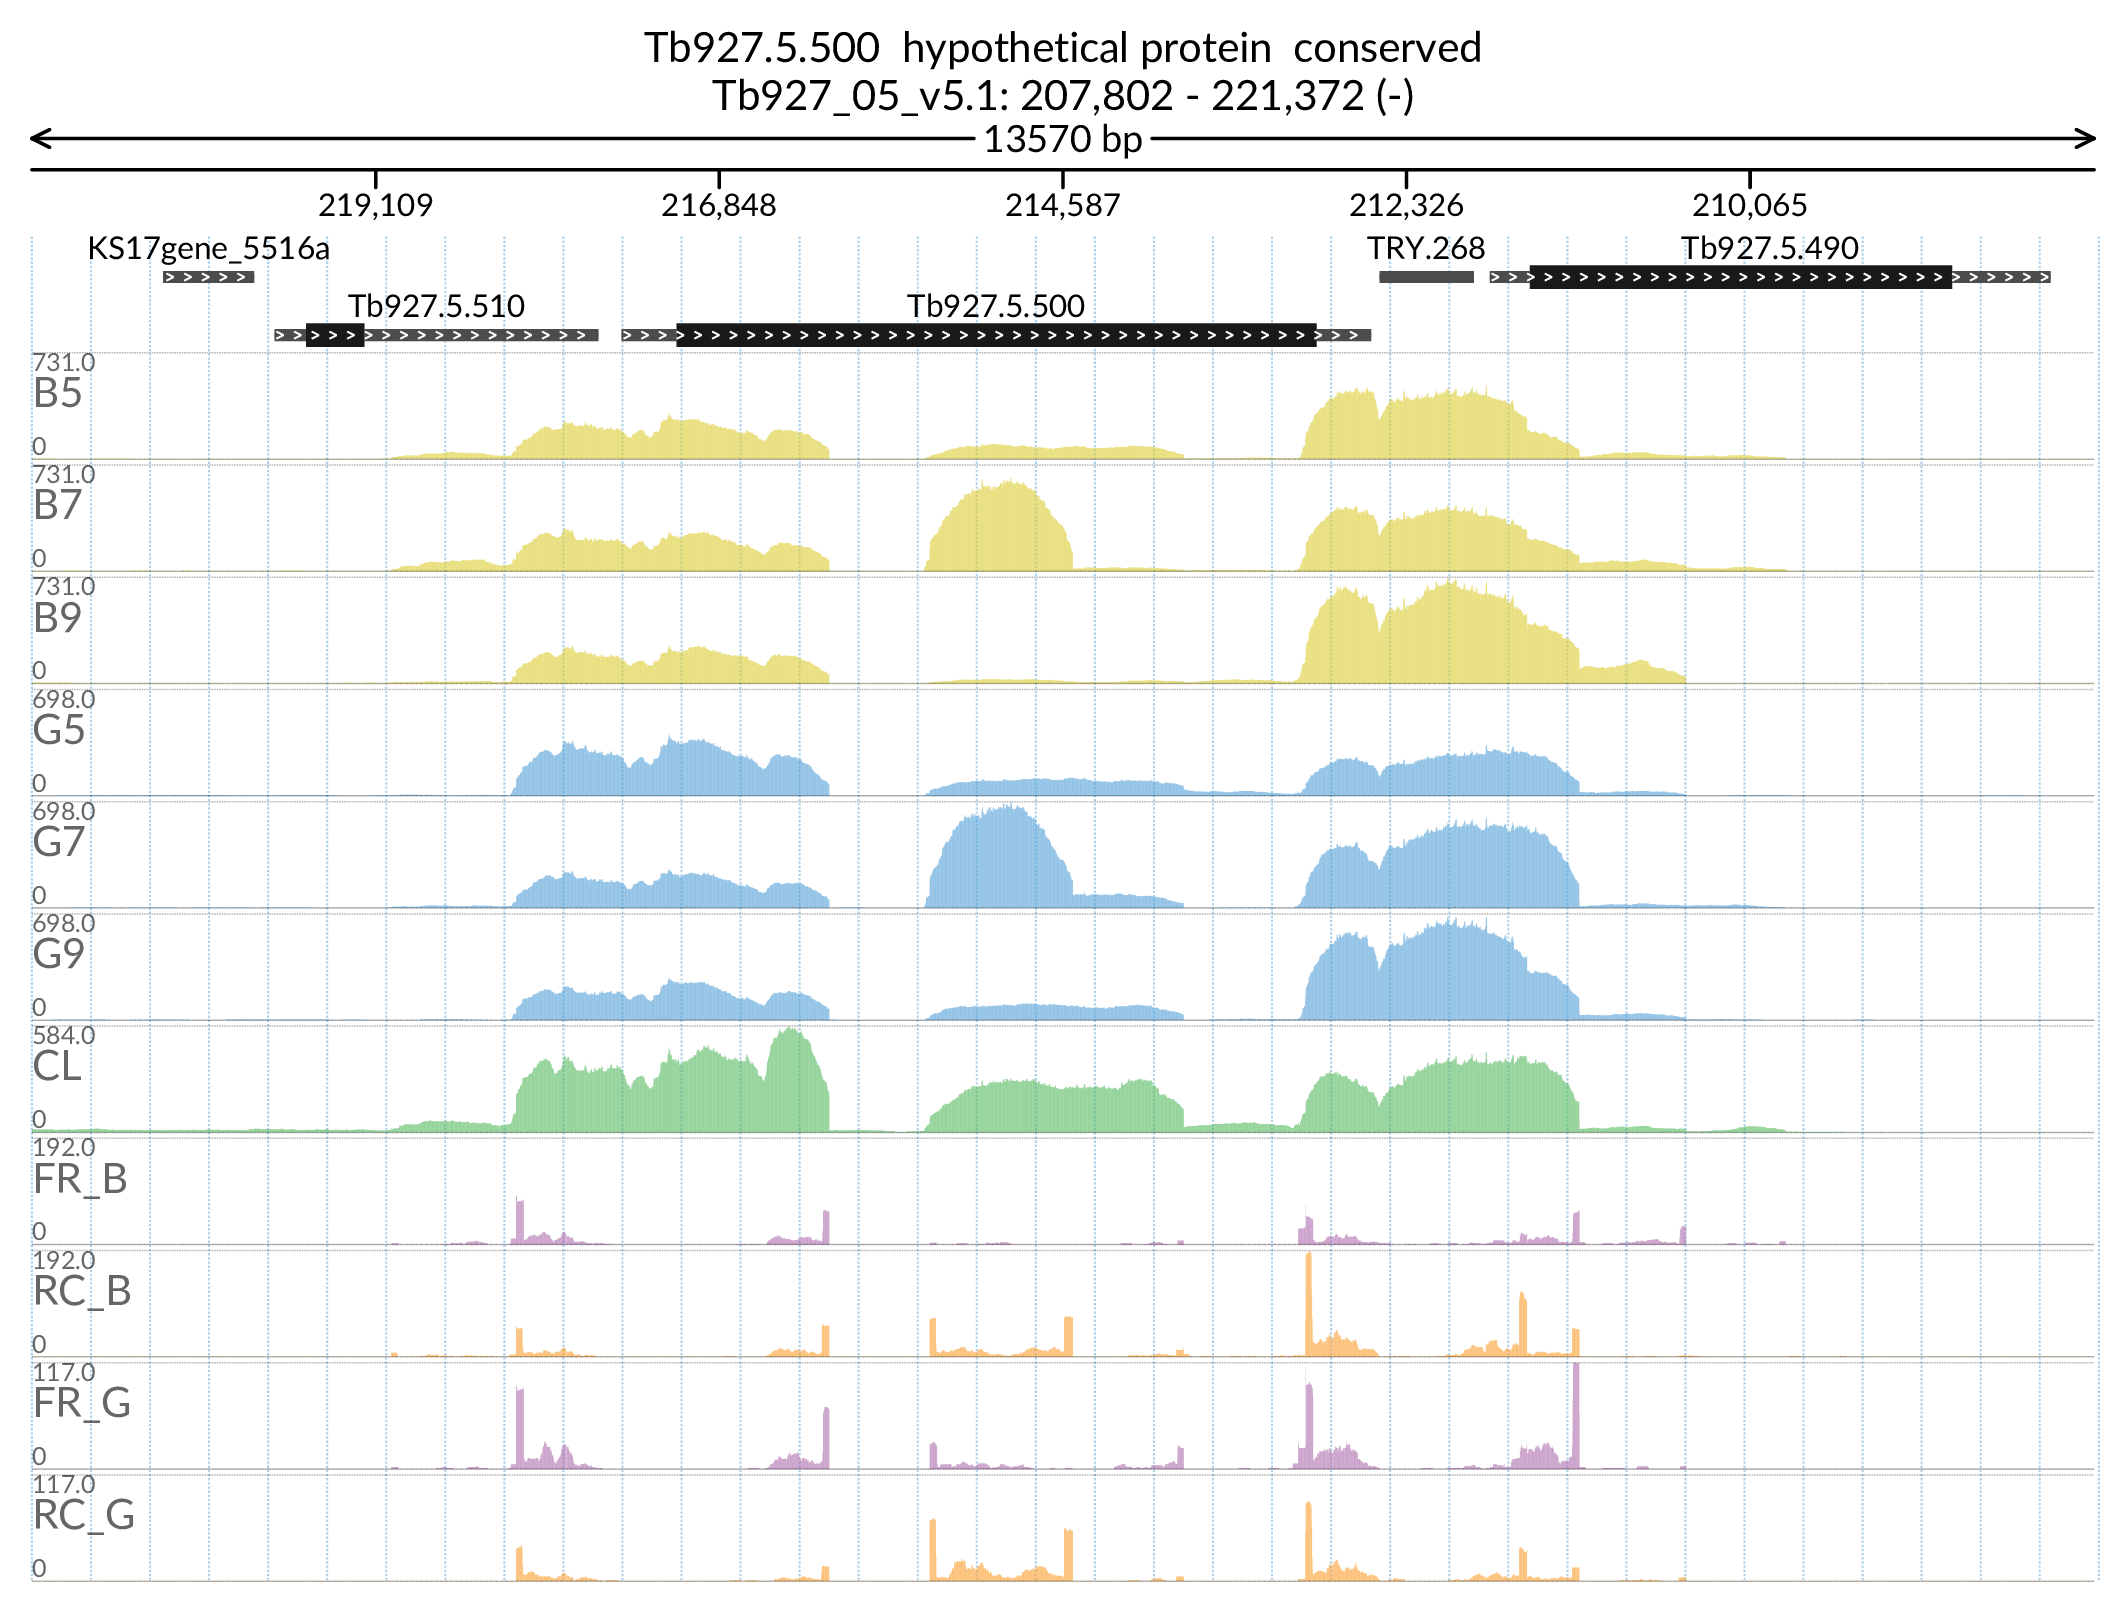 Tb927.5.500 hypothetical protein conserved
Tb927_05_v5.1: 207,802 - 221,372 (-)
13570 bp
219,109 216,848 214,587 212,326 210,065
KS17gene_5516a TRY.268 Tb927.5.490
Tb927.5.510 Tb927.5.500
731.0
B5
0
731.0
B7
0
731.0
B9
0
698.0
G5
0
698.0
G7
0
698.0
G9
0
584.0
CL
0
192.0
FR_B
0
192.0
RC_B
0
117.0
FR_G
0
117.0
RC_G
0